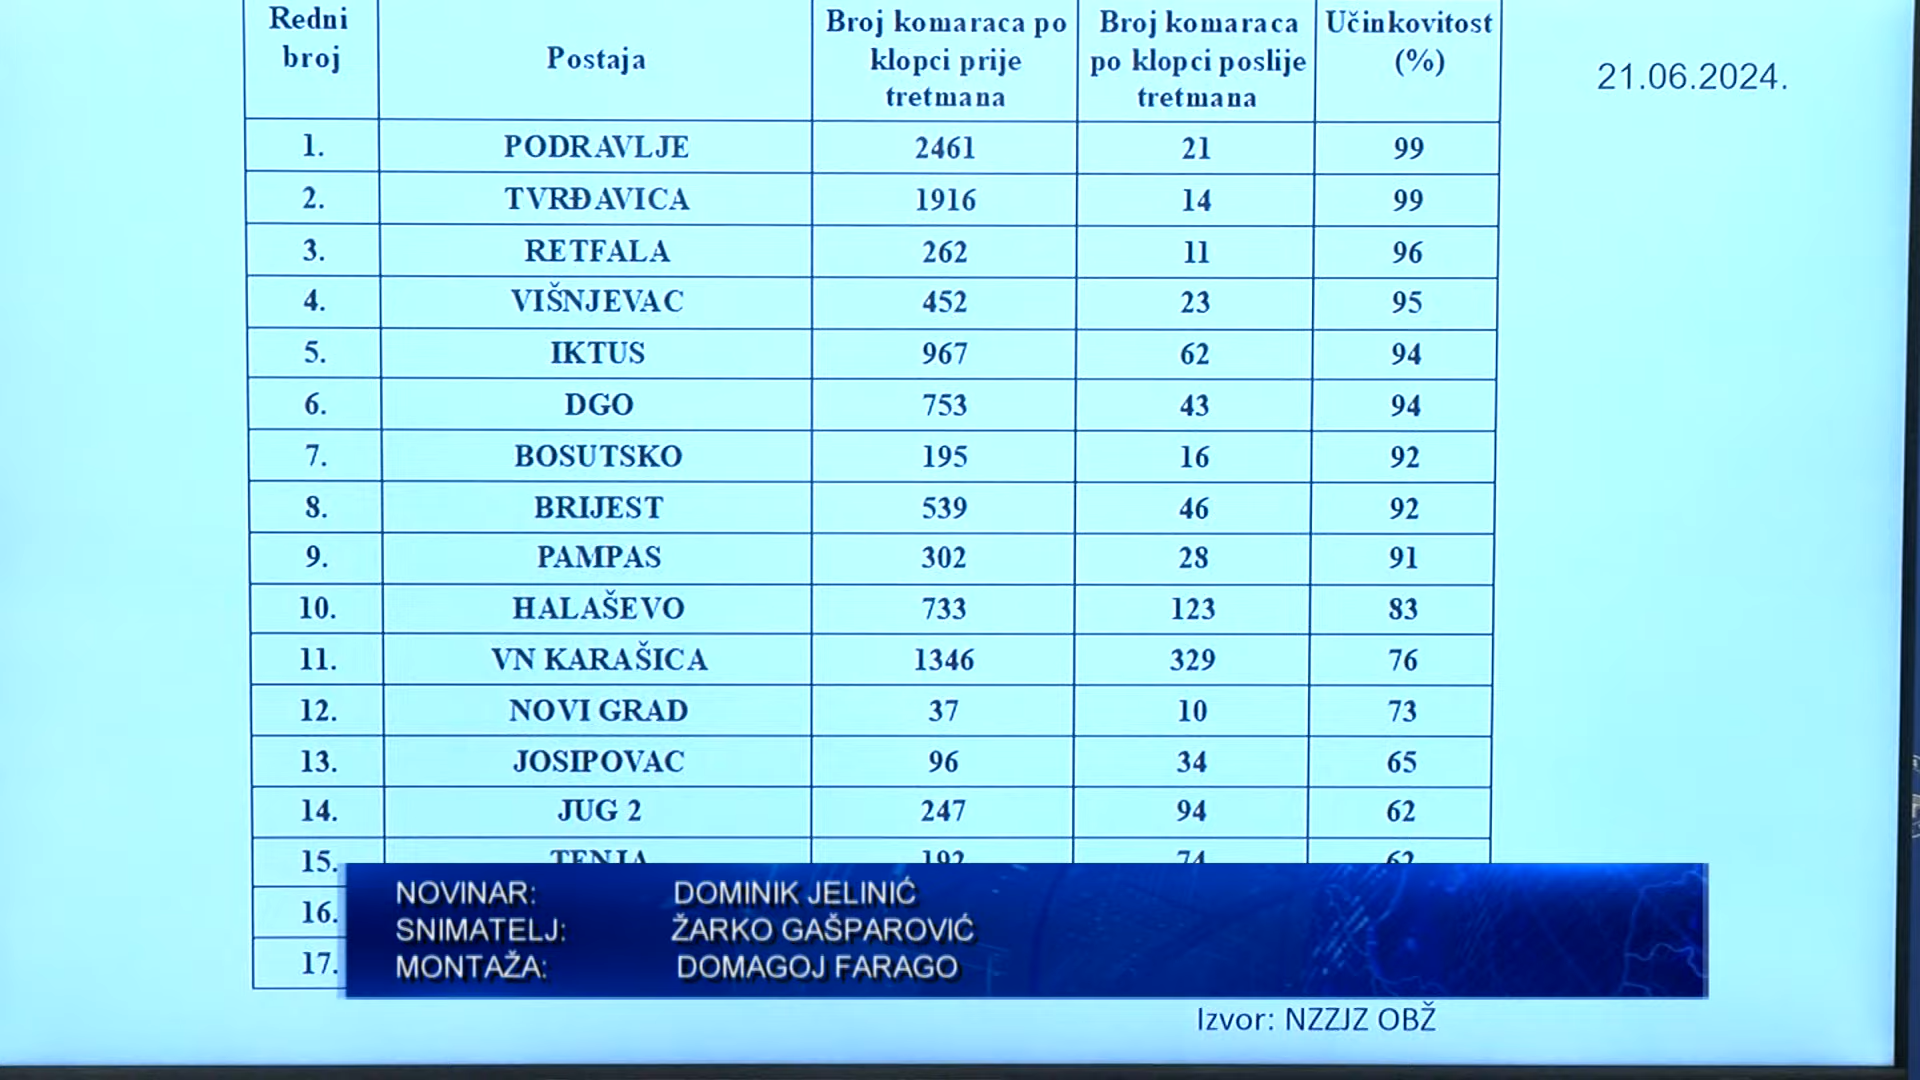 Redni broj Postaja Broj komaraca po klopci prije tretmana Broj komaraca po klopci poslije tretmana Učinkovitost (%)
21.06.2024.
1. PODRAVLJE 2461 21 99
2. TVRĐAVICA 1916 14 99
3. RETFALA 262 11 96
4. VIŠNJEVAC 452 23 95
5. IKTUS 967 62 94
6. DGO 753 43 94
7. BOSUTSKO 195 16 92
8. BRIJEST 539 46 92
9. PAMPAS 302 28 91
10. HALAŠEVO 733 123 83
11. VN KARAŠICA 1346 329 76
12. NOVI GRAD 37 10 73
13. JOSIPOVAC 96 34 65
14. JUG 2 247 94 62
15. TENJA 192 74 62
16.
17.
NOVINAR: DOMINIK JELINIĆ
SNIMATELJ: ŽARKO GAŠPAROVIĆ
MONTAŽA: DOMAGOJ FARAGO
Izvor: NZZJZ OBŽ